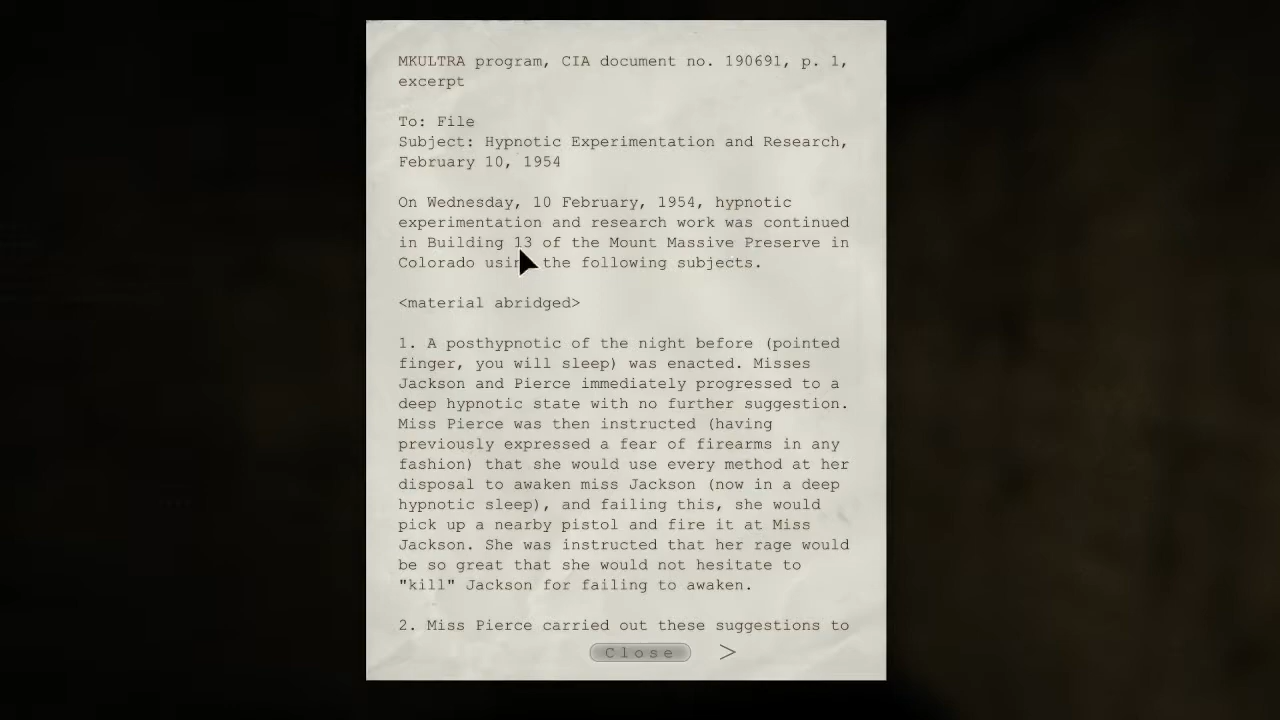 MKULTRA program, CIA document no. 190691, p. 1,
excerpt
To: File
Subject: Hypnotic Experimentation and Research,
February 10, 1954
On Wednesday, 10 February, 1954, hypnotic
experimentation and research work was continued
in Building 13 of the Mount Massive Preserve in
Colorado using the following subjects.
<material abridged>
1. A posthypnotic of the night before (pointed
finger, you will sleep) was enacted. Misses
Jackson and Pierce immediately progressed to a
deep hypnotic state with no further suggestion.
Miss Pierce was then instructed (having
previously expressed a fear of firearms in any
fashion) that she would use every method at her
disposal to awaken miss Jackson (now in a deep
hypnotic sleep), and failing this, she would
pick up a nearby pistol and fire it at Miss
Jackson. She was instructed that her rage would
be so great that she would not hesitate to
"kill" Jackson for failing to awaken.
2. Miss Pierce carried out these suggestions to
Close >